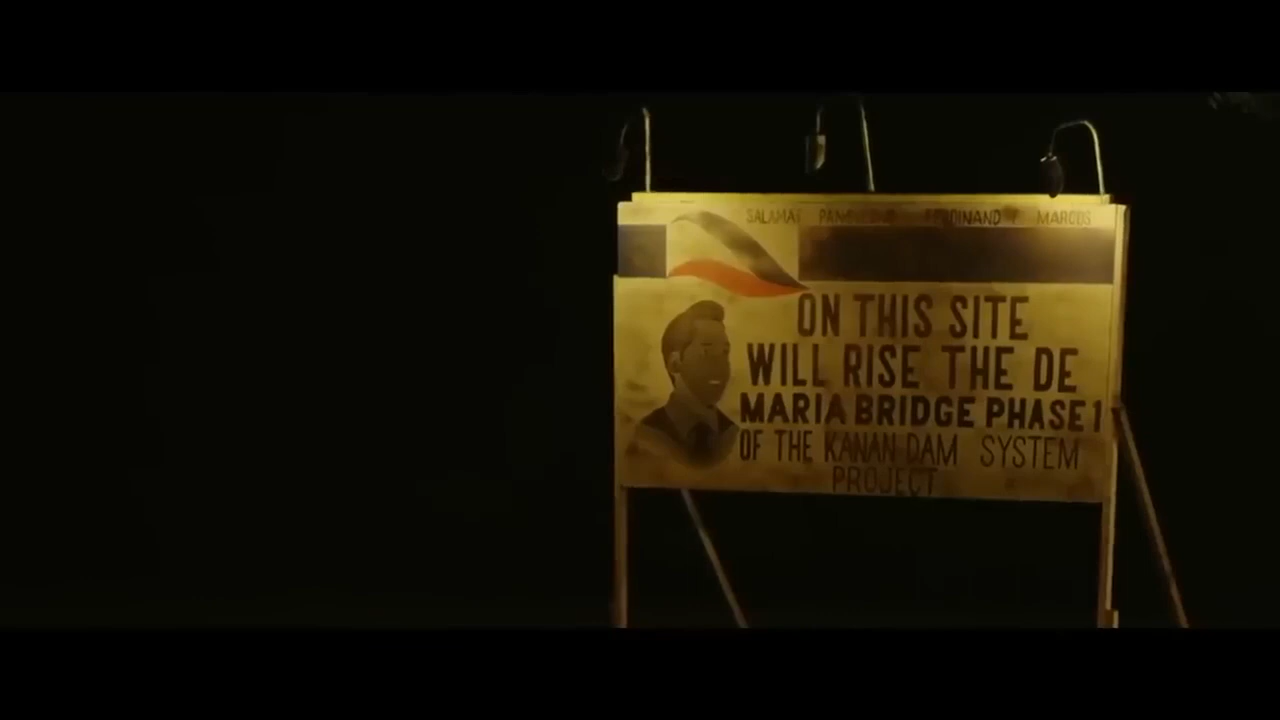 SALAMAT FERDINAND MARCOS
ON THIS SITE
WILL RISE THE DE
MARIA BRIDGE PHASE 1
OF THE KANAN DAM SYSTEM
PROJECT